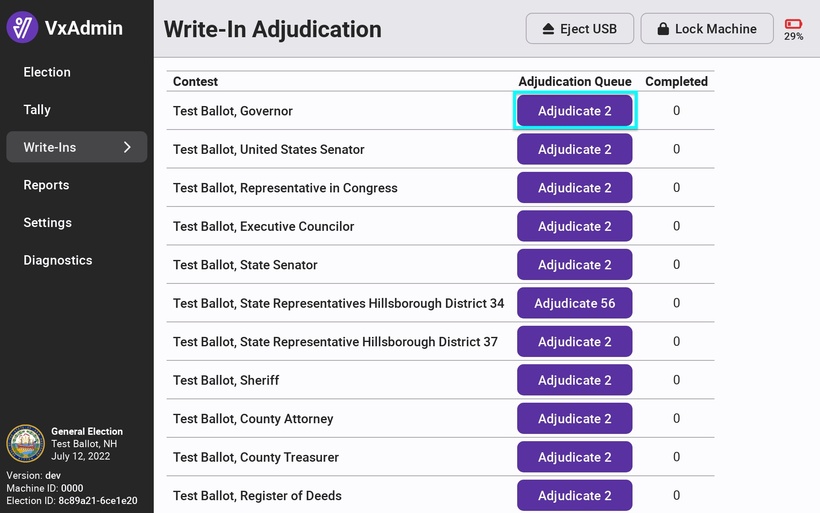 VxAdmin
Election
Tally
Write-Ins
Reports
Settings
Diagnostics
General Election
Test Ballot, NH
July 12, 2022
Version: dev
Machine ID: 0000
Election ID: 8c89a21-6ce1e20
Write-In Adjudication
Eject USB
Lock Machine
29%
Contest Adjudication Queue Completed
Test Ballot, Governor Adjudicate 2 0
Test Ballot, United States Senator Adjudicate 2 0
Test Ballot, Representative in Congress Adjudicate 2 0
Test Ballot, Executive Councilor Adjudicate 2 0
Test Ballot, State Senator Adjudicate 2 0
Test Ballot, State Representatives Hillsborough District 34 Adjudicate 56 0
Test Ballot, State Representative Hillsborough District 37 Adjudicate 2 0
Test Ballot, Sheriff Adjudicate 2 0
Test Ballot, County Attorney Adjudicate 2 0
Test Ballot, County Treasurer Adjudicate 2 0
Test Ballot, Register of Deeds Adjudicate 2 0